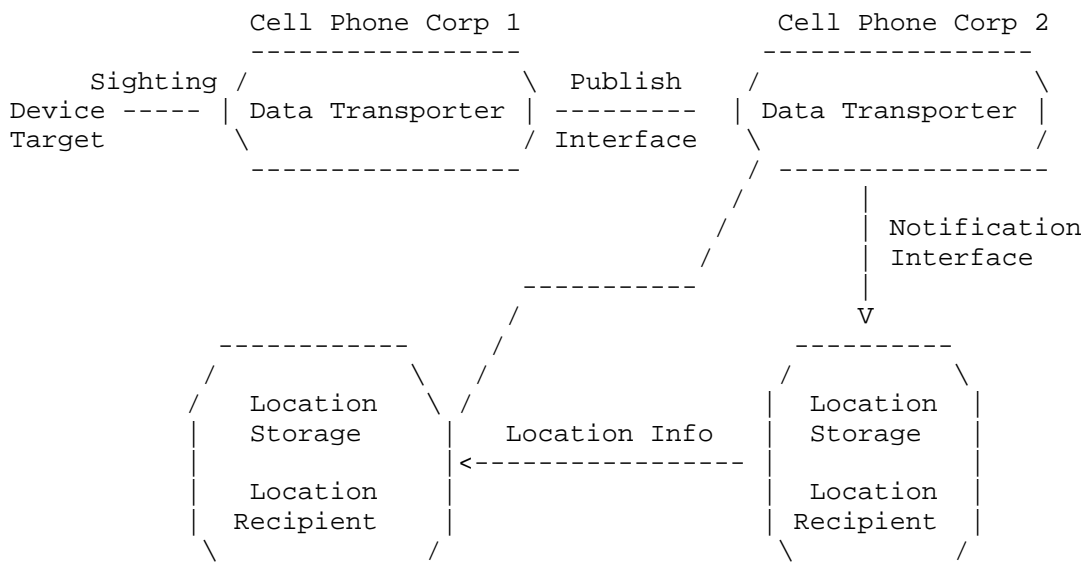 Cell Phone Corp 1 Cell Phone Corp 2
Sighting Publish
Device Data Transporter Data Transporter
Target Interface
Notification
Interface
Location Location
Storage Location Info Storage
Location Location
Recipient Recipient